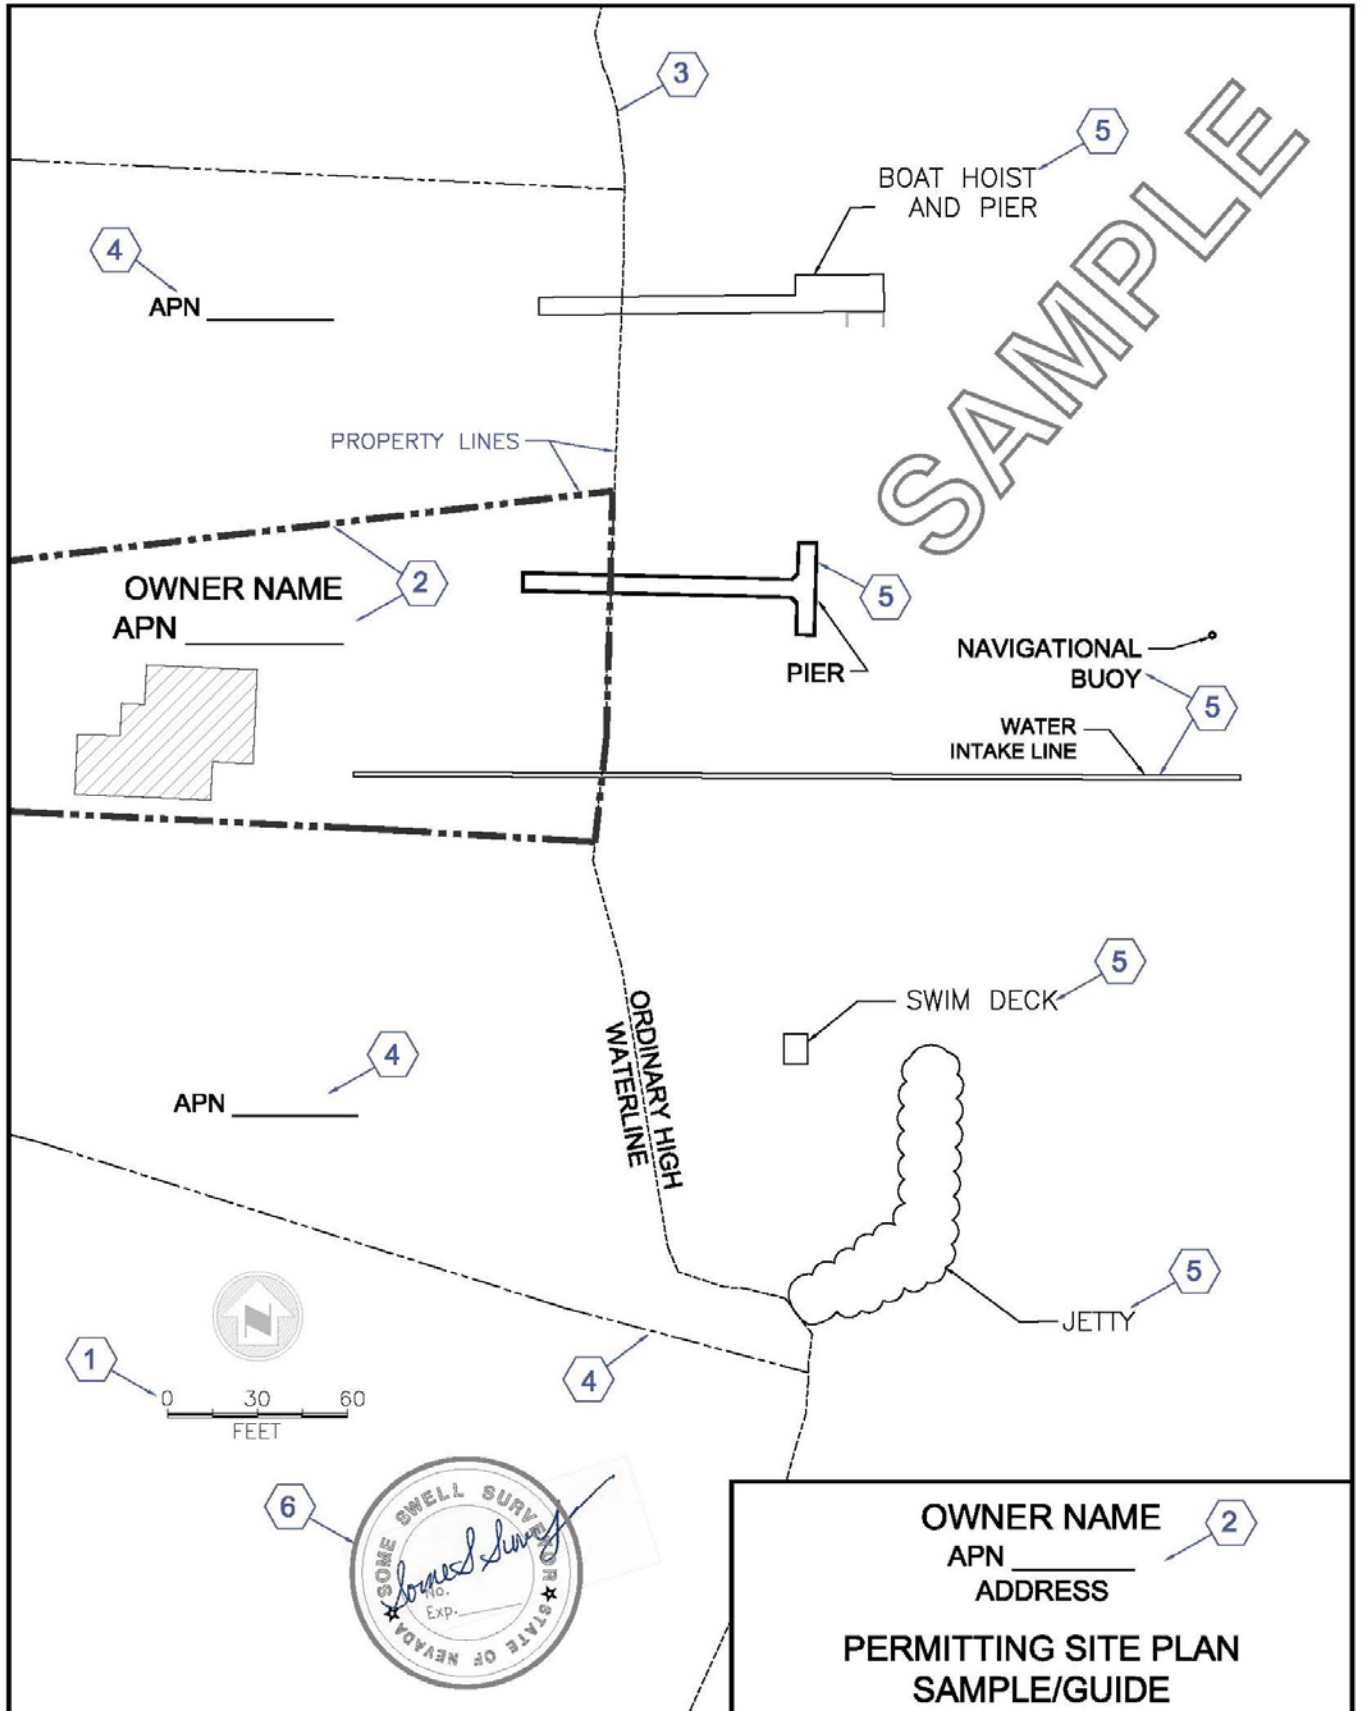 3
5
BOAT HOIST
AND PIER
SAMPLE
4
APN
PROPERTY LINES
OWNER NAME
APN
2
5
PIER
NAVIGATIONAL
BUOY
5
WATER
INTAKE LINE
5
SWIM DECK
ORDINARY HIGH
WATERLINE
4
APN
5
JETTY
N
1
0 30 60
FEET
4
6
SOME SWELL SURVEYOR
STATE OF NEVADA
No.
Exp.
2
OWNER NAME
APN
ADDRESS
PERMITTING SITE PLAN
SAMPLE/GUIDE